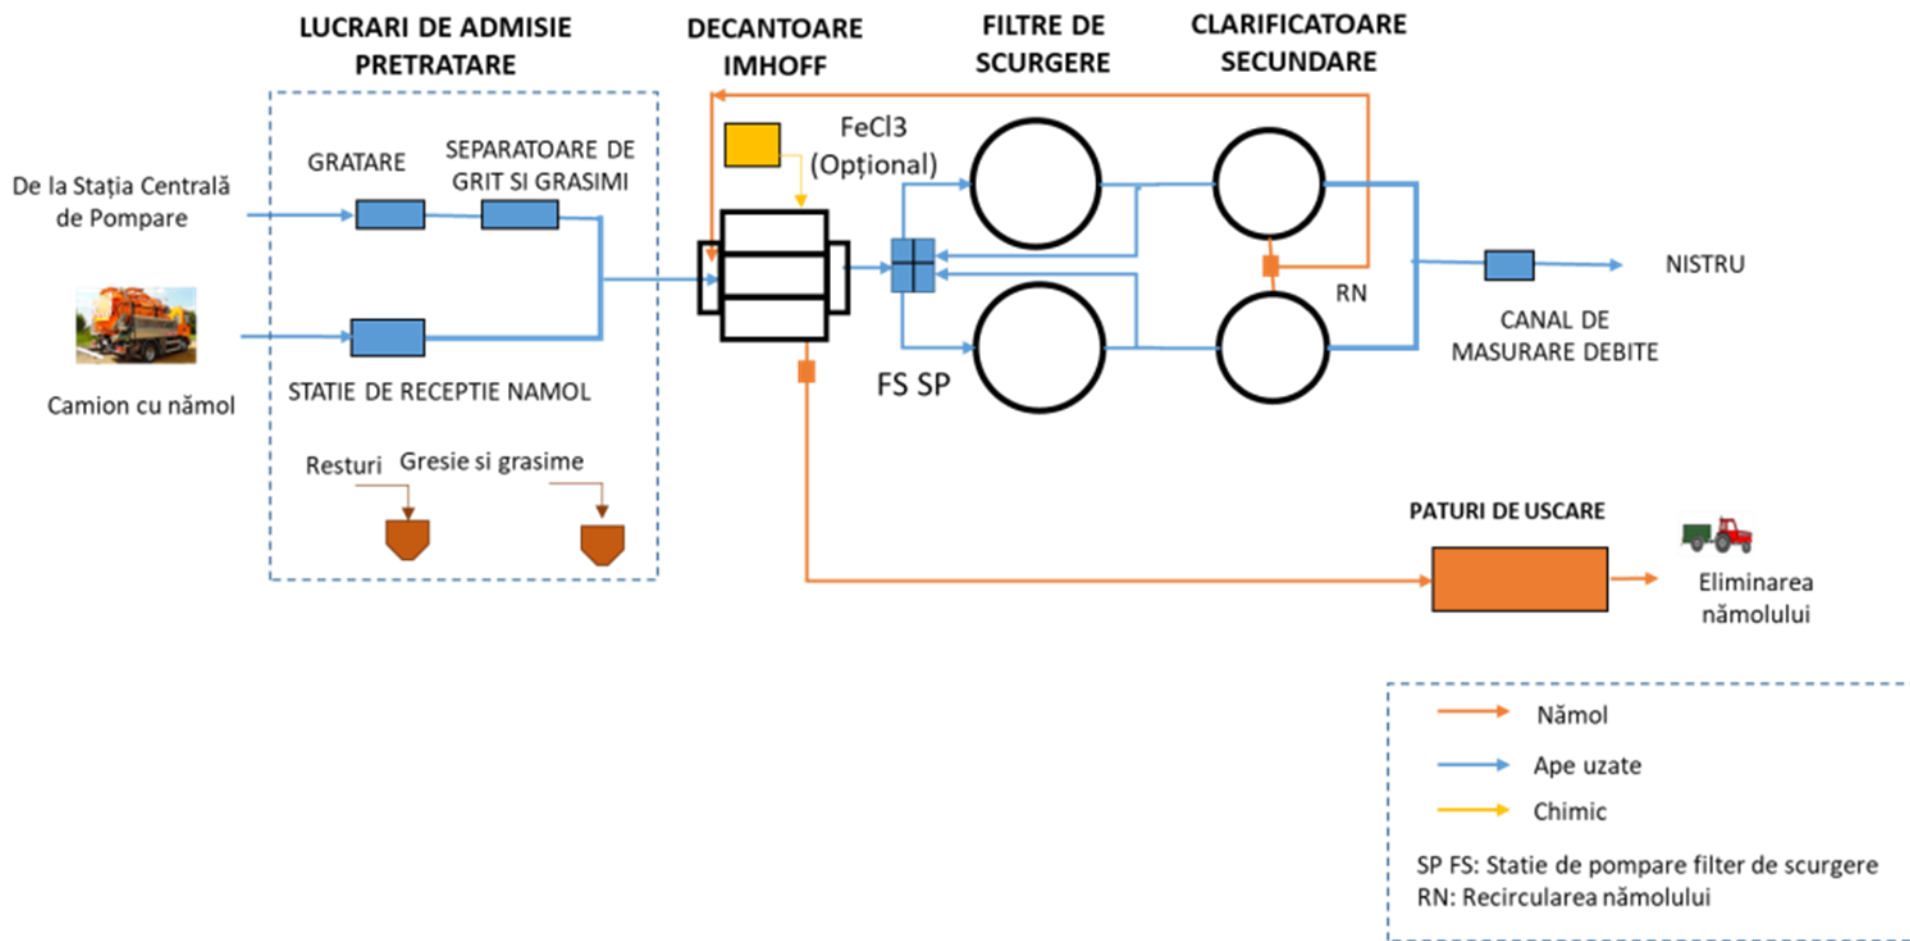 LUCRARI DE ADMISIE
PRETRATARE
DECANTOARE
IMHOFF
FILTRE DE
SCURGERE
CLARIFICATOARE
SECUNDARE
De la Stația Centrală
de Pompare
GRATARE
SEPARATOARE DE
GRIT SI GRASIMI
FeCl3
(Opțional)
Camion cu nămol
STATIE DE RECEPTIE NAMOL
FS SP
RN
NISTRU
CANAL DE
MASURARE DEBITE
Resturi
Gresie si grasime
PATURI DE USCARE
Eliminarea
nămolului
Nămol
Ape uzate
Chimic
SP FS: Statie de pompare filter de scurgere
RN: Recircularea nămolului